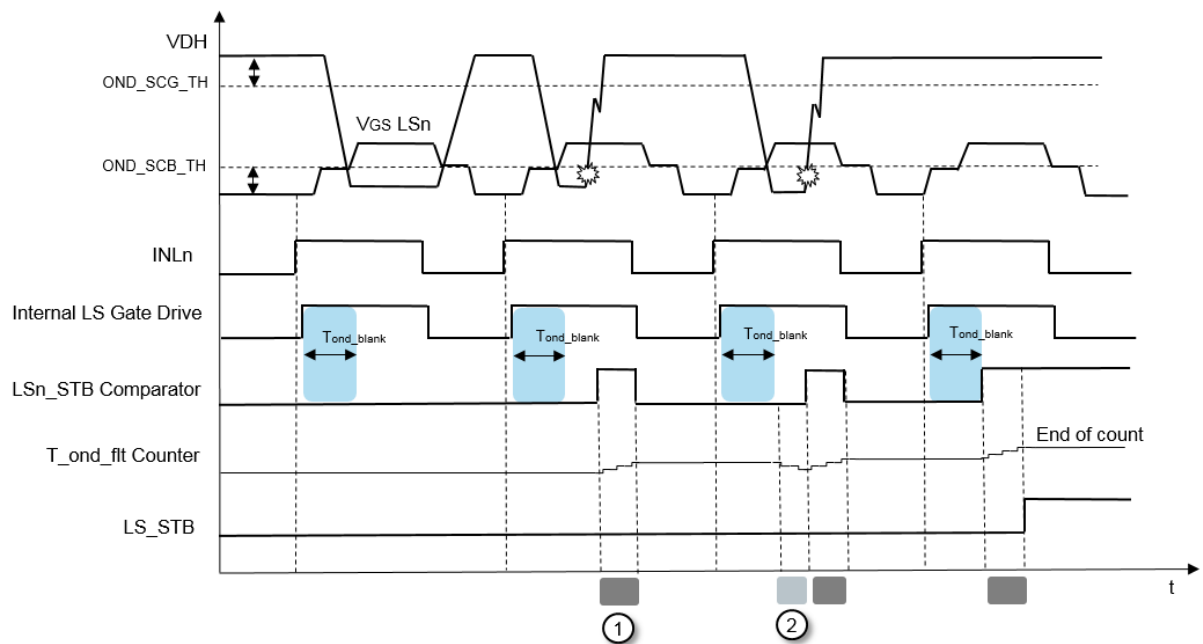 VDH
OND_SCG_TH
VGS LSn
OND_SCB_TH
INLn
Internal LS Gate Drive
Tond_blank
Tond_blank
Tond_blank
Tond_blank
LSn_STB Comparator
T_ond_flt Counter
End of count
LS_STB
t
1
2